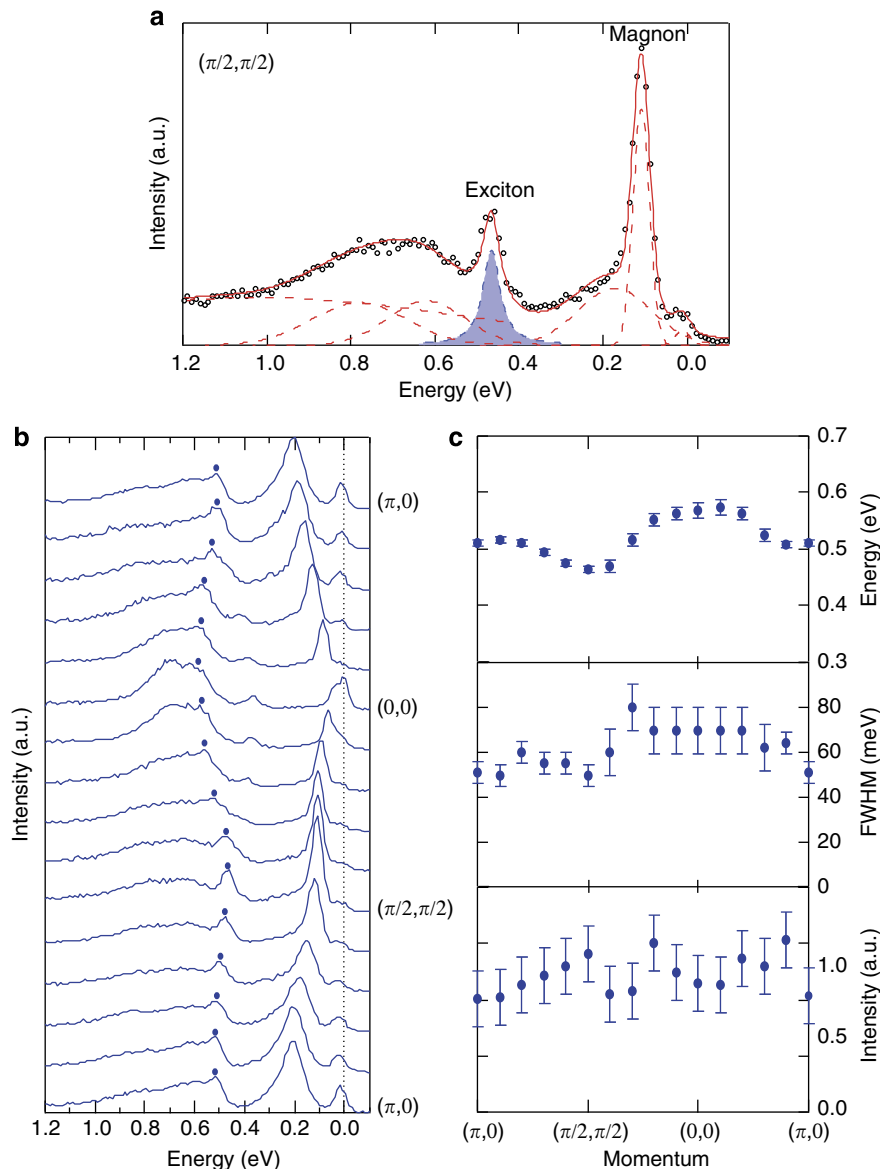 a
Magnon
(π/2,π/2)
Exciton
Intensity (a.u.)
1.2 1.0 0.8 0.6 0.4 0.2 0.0
Energy (eV)
b
(π,0)
(0,0)
(π/2,π/2)
(π,0)
Intensity (a.u.)
1.2 1.0 0.8 0.6 0.4 0.2 0.0
Energy (eV)
c
0.7
0.6
0.5
0.4
0.3
Energy (eV)
80
60
40
20
0
FWHM (meV)
1.0
0.5
0.0
Intensity (a.u.)
(π,0) (π/2,π/2) (0,0) (π,0)
Momentum